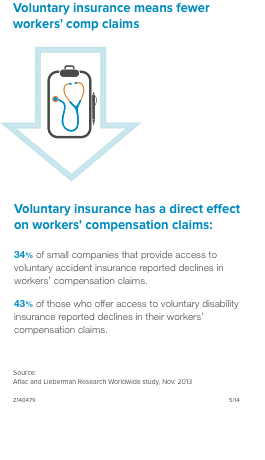 Voluntary insurance means fewer
workers' comp claims
Voluntary insurance has a direct effect
on workers' compensation claims:
34% of small companies that provide access to
voluntary accident insurance reported declines in
workers' compensation claims.
43% of those who offer access to voluntary disability
insurance reported declines in their workers'
compensation claims.
Source:
Aflac and Lieberman Research Worldwide study, Nov. 2013
Z140479
5/14